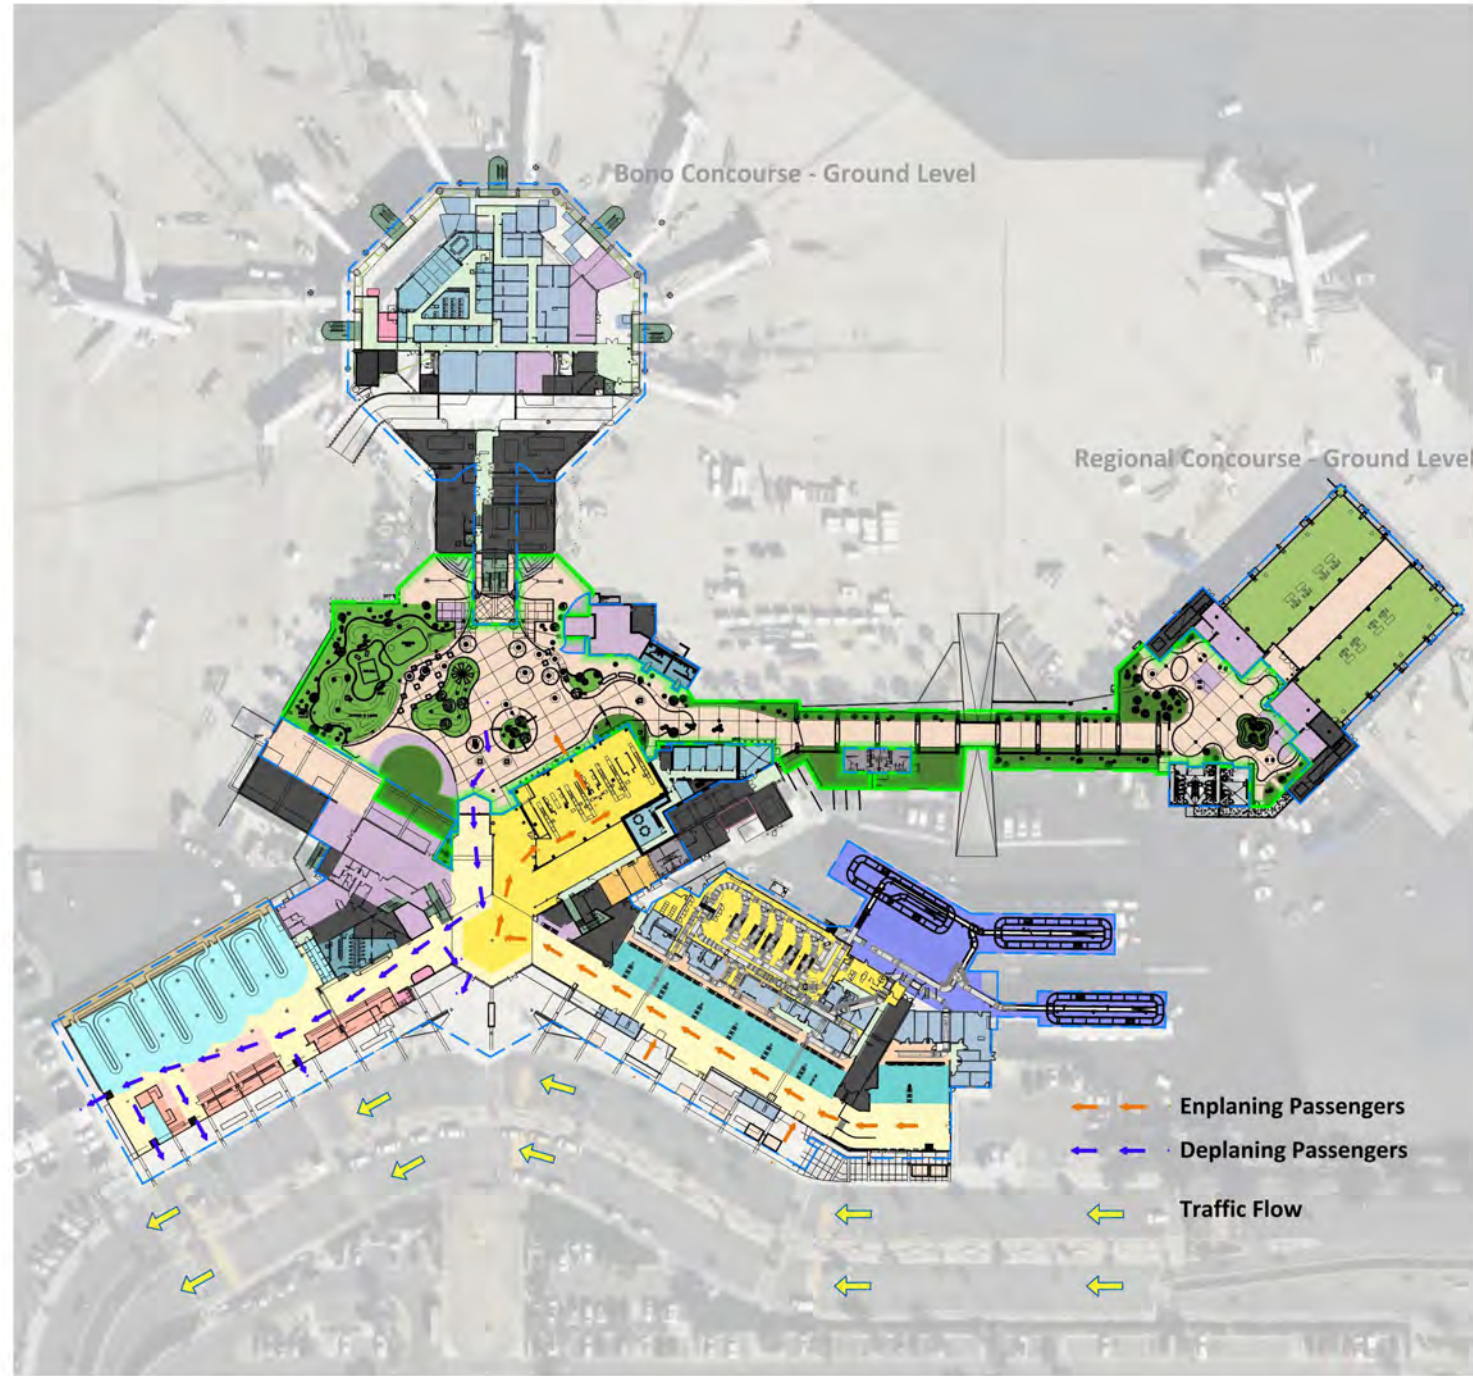 Bono Concourse - Ground Level
Regional Concourse - Ground Level
Enplaning Passengers
Deplaning Passengers
Traffic Flow